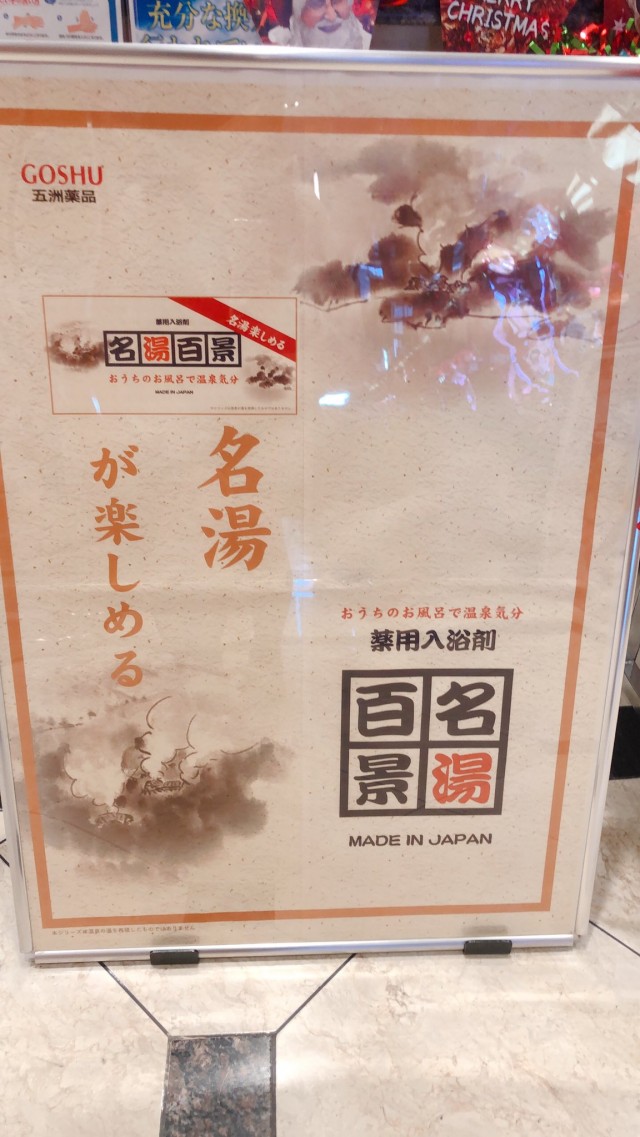 充分な換
MERRY
CHRISTMAS
GOSHU
五洲薬品
名湯楽しめる
薬用入浴剤
名湯百景
おうちのお風呂で温泉気分
MADE IN JAPAN
名湯
が楽しめる
おうちのお風呂で温泉気分
薬用入浴剤
名湯
百景
MADE IN JAPAN